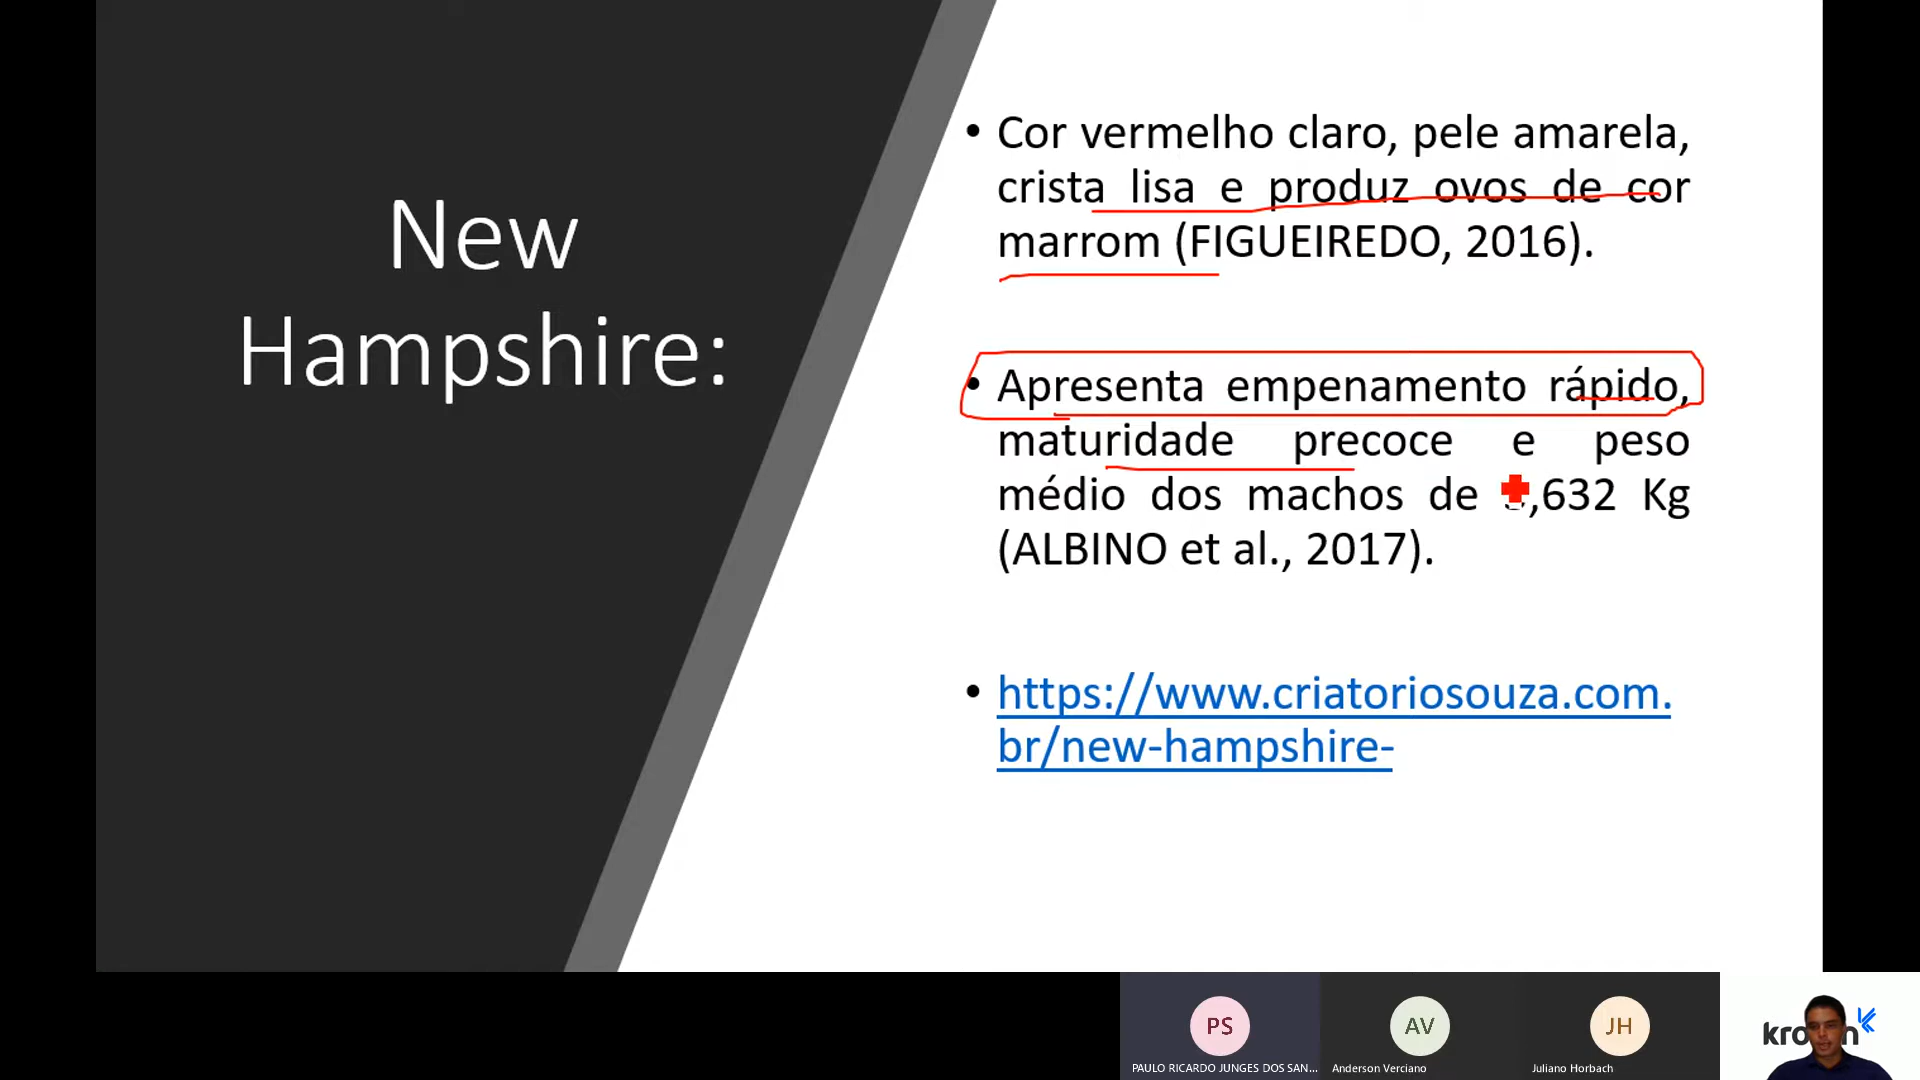 New
Hampshire:
• Cor vermelho claro, pele amarela,
crista lisa e produz ovos de cor
marrom (FIGUEIREDO, 2016).
• Apresenta empenamento rápido,
maturidade precoce e peso
médio dos machos de ,632 Kg
(ALBINO et al., 2017).
• https://www.criatoriosouza.com.
br/new-hampshire-
PS
AV
JH
PAULO RICARDO JUNGES DOS SAN...
Anderson Verciano
Juliano Horbach